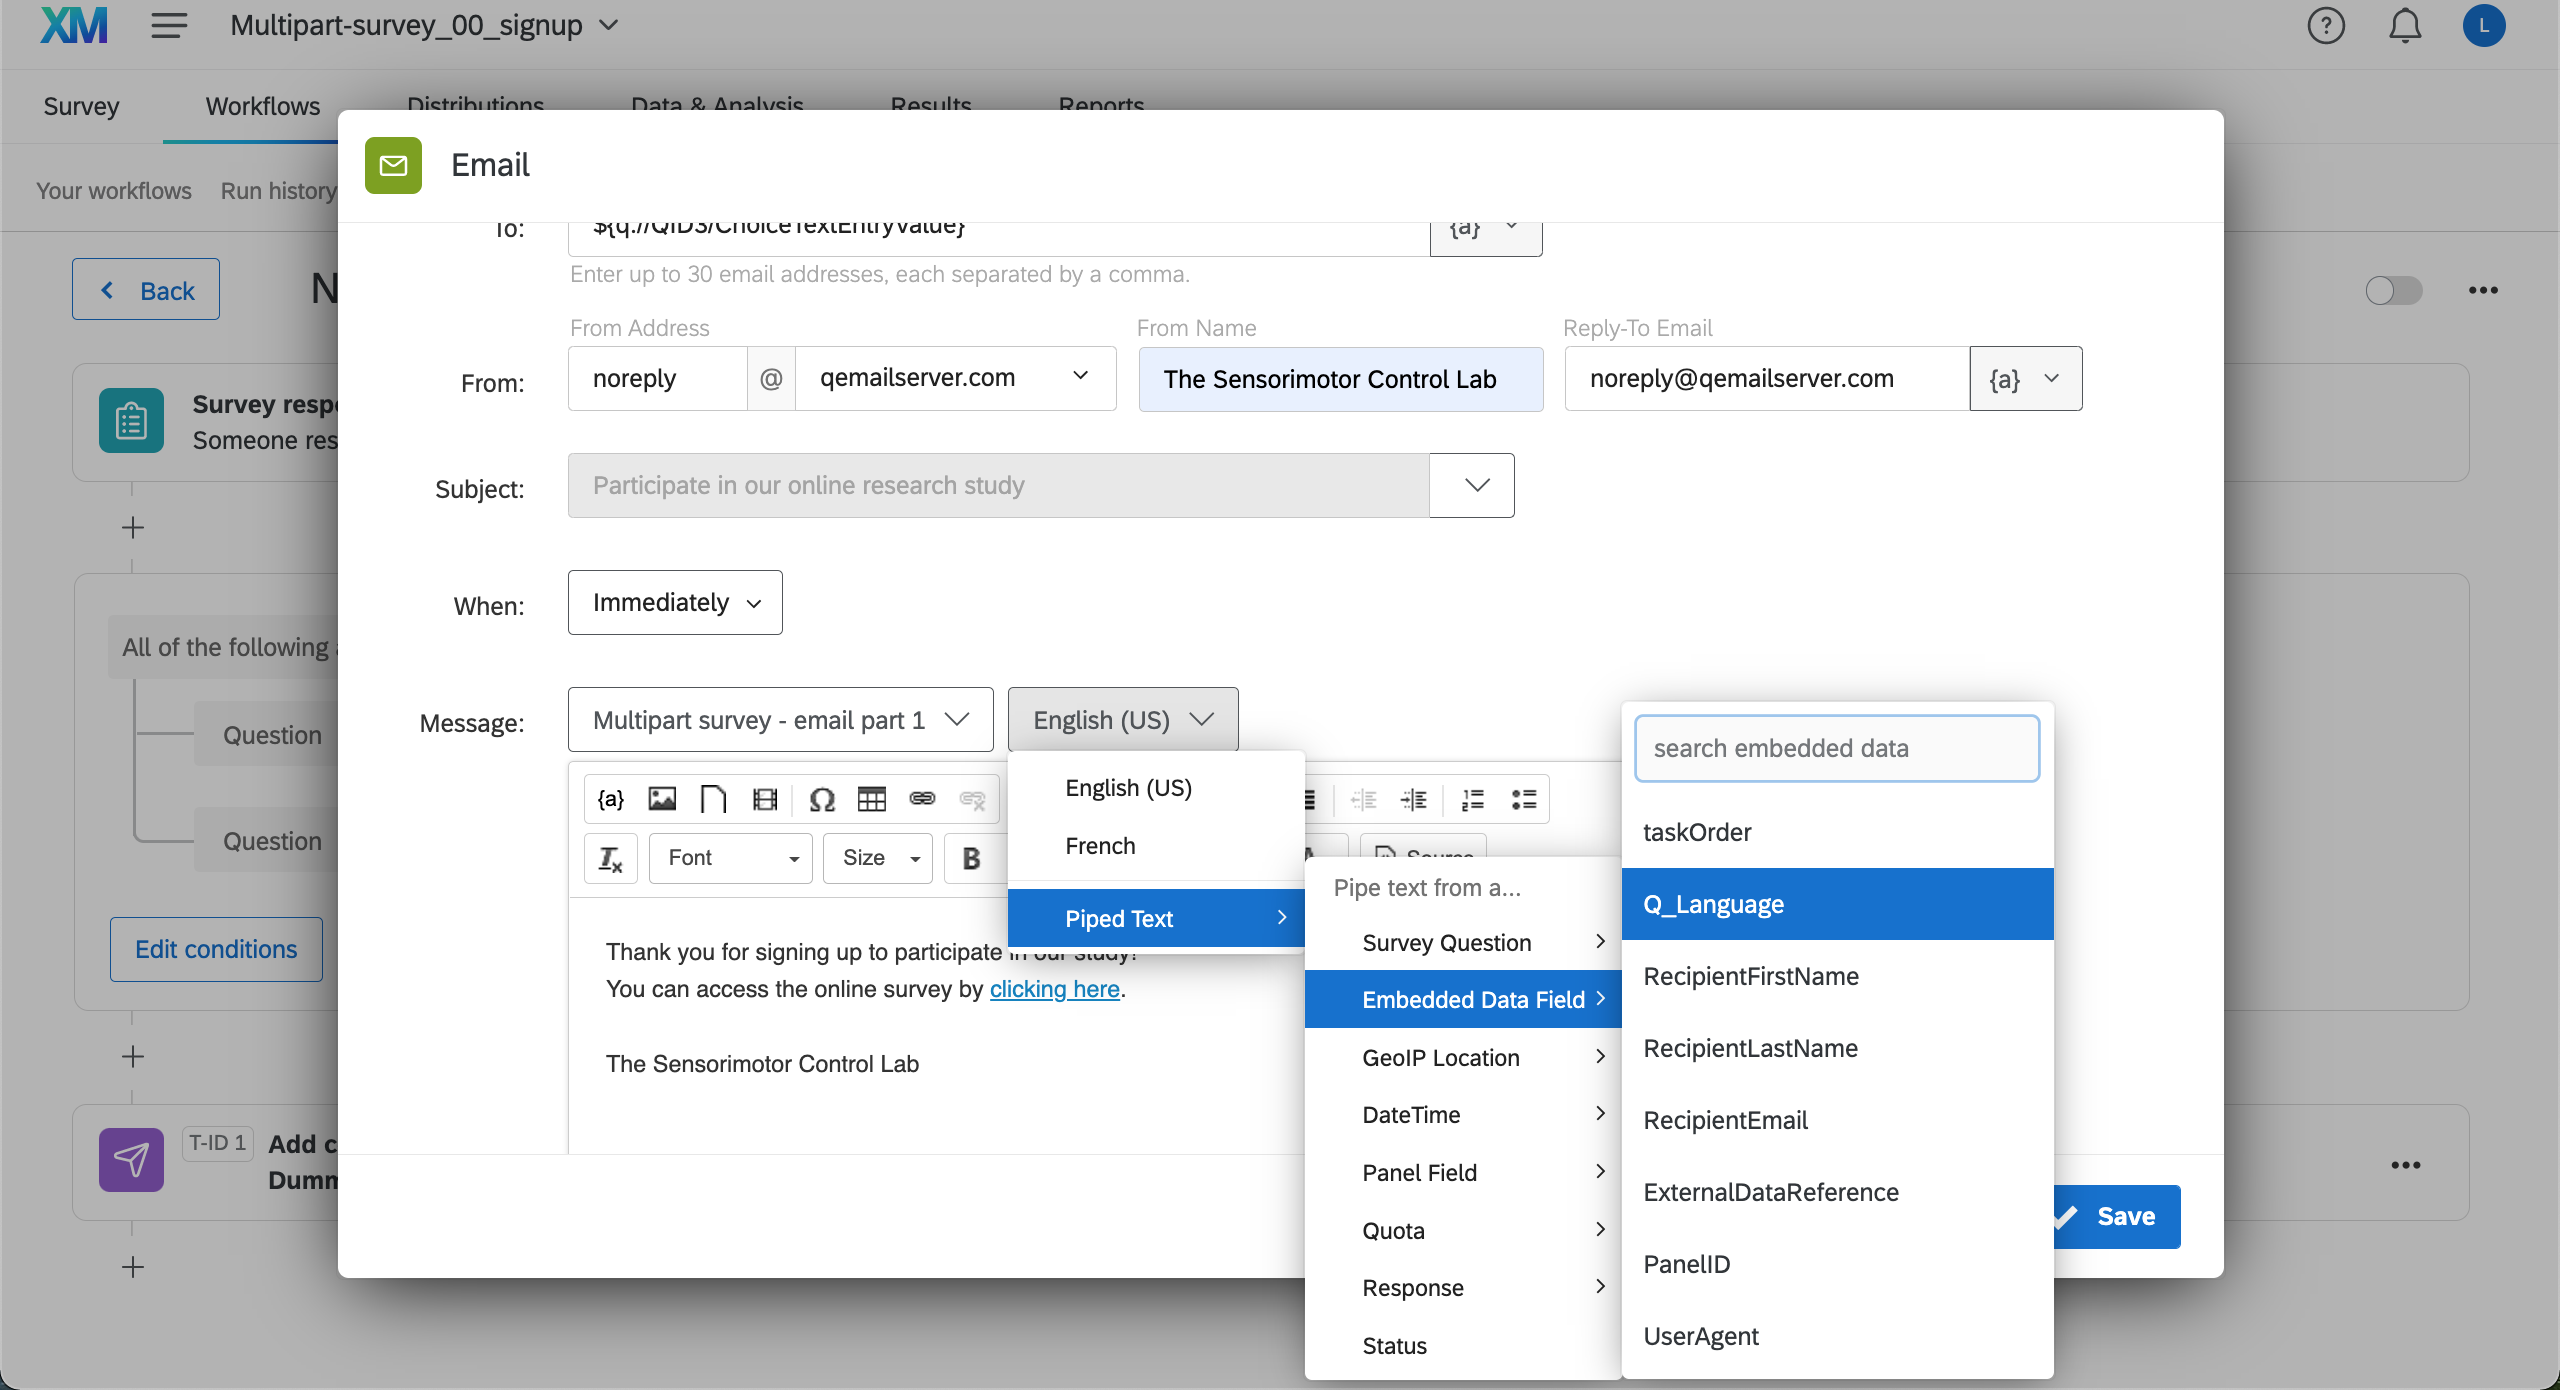 XM Multipart-survey_00_signup ? L
Survey Workflows Distributions Data & Analysis Results Reports
Your workflows Run history
Back N
Survey resp
Someone res
All of the following a
Question
Question
Edit conditions
T-ID 1 Add c
Dumm
Email
To: ${q://QID3/ChoiceTextEntryValue} {a}
Enter up to 30 email addresses, each separated by a comma.
From Address From Name Reply-To Email
From: noreply @ qemailserver.com The Sensorimotor Control Lab noreply@qemailserver.com {a}
Subject: Participate in our online research study
When: Immediately
Message: Multipart survey - email part 1 English (US)
{a} Ω
Font Size B Source
Thank you for signing up to participate in our study!
You can access the online survey by clicking here.
The Sensorimotor Control Lab
English (US)
French
Piped Text
Pipe text from a...
Survey Question
Embedded Data Field
GeoIP Location
DateTime
Panel Field
Quota
Response
Status
search embedded data
taskOrder
Q_Language
RecipientFirstName
RecipientLastName
RecipientEmail
ExternalDataReference
PanelID
UserAgent
Save